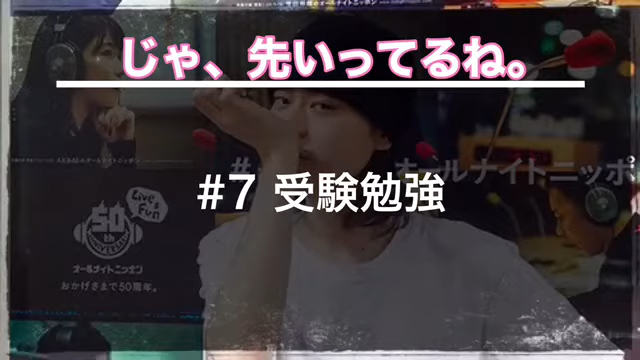 じゃ、先いってるね。
#
オールナイトニッポ
#7 受験勉強
Live &
Fun
50
th
ANNIVERSARY
オールナイトニッポン
おかげさまで50周年。